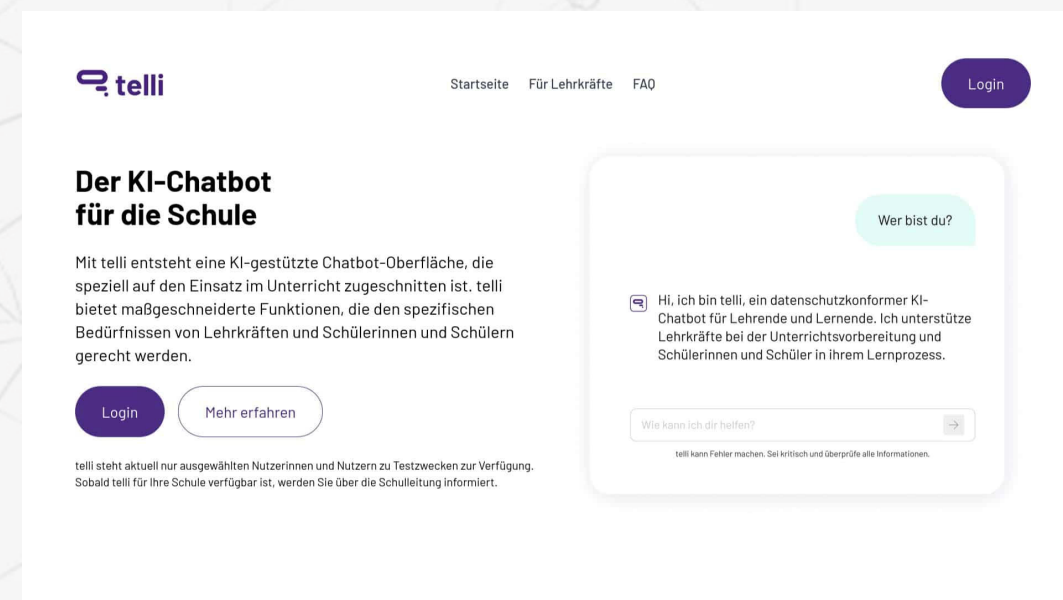 telli
Startseite Für Lehrkräfte FAQ
Login
Der KI-Chatbot
für die Schule
Mit telli entsteht eine KI-gestützte Chatbot-Oberfläche, die
speziell auf den Einsatz im Unterricht zugeschnitten ist. telli
bietet maßgeschneiderte Funktionen, die den spezifischen
Bedürfnissen von Lehrkräften und Schülerinnen und Schülern
gerecht werden.
Login
Mehr erfahren
telli steht aktuell nur ausgewählten Nutzerinnen und Nutzern zu Testzwecken zur Verfügung.
Sobald telli für Ihre Schule verfügbar ist, werden Sie über die Schulleitung informiert.
Wer bist du?
Hi, ich bin telli, ein datenschutzkonformer KI-
Chatbot für Lehrende und Lernende. Ich unterstütze
Lehrkräfte bei der Unterrichtsvorbereitung und
Schülerinnen und Schüler in ihrem Lernprozess.
Wie kann ich dir helfen?
telli kann Fehler machen. Sei kritisch und überprüfe alle Informationen.